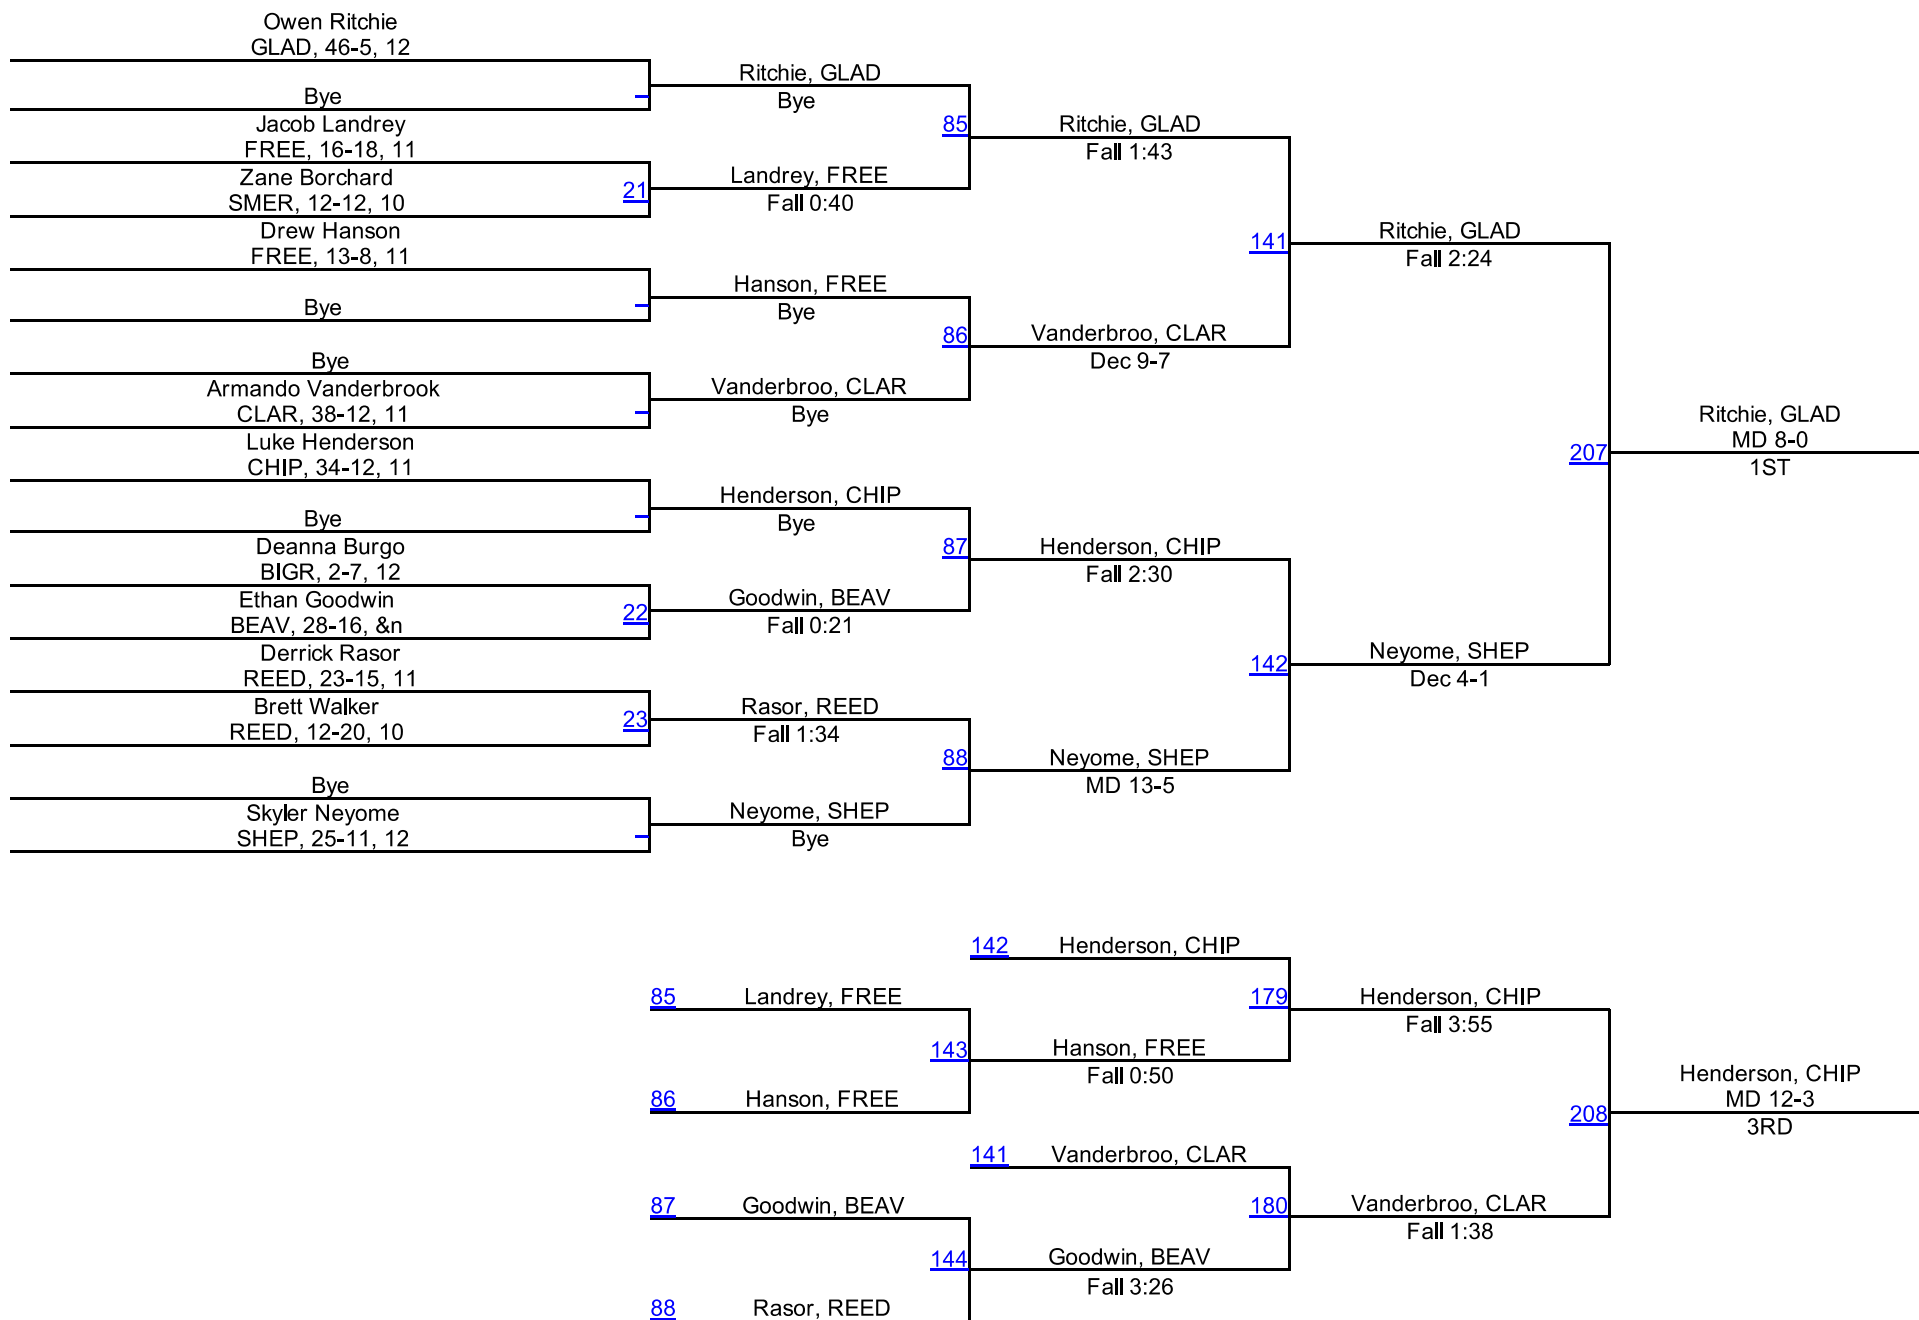 Owen Ritchie
GLAD, 46-5, 12
Bye
Jacob Landrey
FREE, 16-18, 11
Zane Borchard
SMER, 12-12, 10
21
Drew Hanson
FREE, 13-8, 11
Bye
Bye
Armando Vanderbrook
CLAR, 38-12, 11
Luke Henderson
CHIP, 34-12, 11
Bye
Deanna Burgo
BIGR, 2-7, 12
Ethan Goodwin
BEAV, 28-16, &n
22
Derrick Rasor
REED, 23-15, 11
Brett Walker
REED, 12-20, 10
23
Bye
Skyler Neyome
SHEP, 25-11, 12
Ritchie, GLAD
Bye
85
Landrey, FREE
Fall 0:40
Hanson, FREE
Bye
86
Vanderbroo, CLAR
Bye
Henderson, CHIP
Bye
87
Goodwin, BEAV
Fall 0:21
Rasor, REED
Fall 1:34
88
Neyome, SHEP
Bye
Ritchie, GLAD
Fall 1:43
141
Vanderbroo, CLAR
Dec 9-7
Henderson, CHIP
Fall 2:30
142
Neyome, SHEP
MD 13-5
Ritchie, GLAD
Fall 2:24
207
Neyome, SHEP
Dec 4-1
Ritchie, GLAD
MD 8-0
1ST
85
Landrey, FREE
143
86
Hanson, FREE
87
Goodwin, BEAV
144
88
Rasor, REED
142
Henderson, CHIP
179
Hanson, FREE
Fall 0:50
141
Vanderbroo, CLAR
180
Goodwin, BEAV
Fall 3:26
Henderson, CHIP
Fall 3:55
208
Vanderbroo, CLAR
Fall 1:38
Henderson, CHIP
MD 12-3
3RD